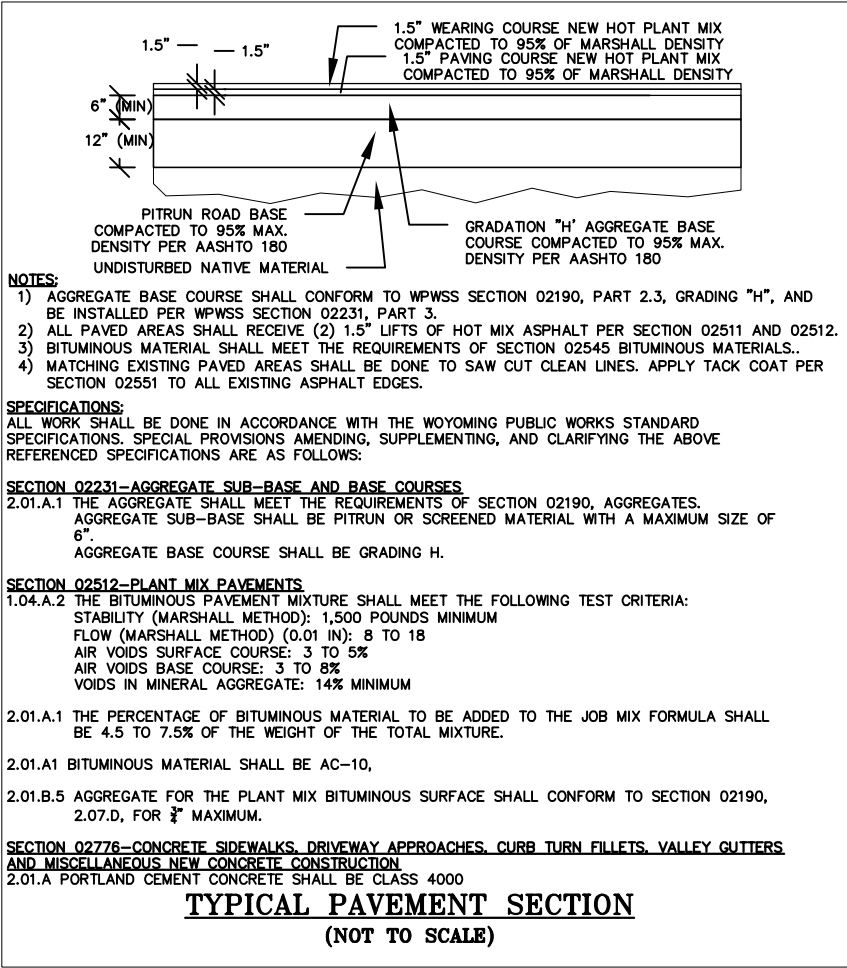 1.5" WEARING COURSE NEW HOT PLANT MIX
COMPACTED TO 95% OF MARSHALL DENSITY
1.5" PAVING COURSE NEW HOT PLANT MIX
COMPACTED TO 95% OF MARSHALL DENSITY
1.5"
1.5"
6" (MIN)
12" (MIN)
PITRUN ROAD BASE
COMPACTED TO 95% MAX.
DENSITY PER AASHTO 180
UNDISTURBED NATIVE MATERIAL
GRADATION "H' AGGREGATE BASE
COURSE COMPACTED TO 95% MAX.
DENSITY PER AASHTO 180
NOTES:
1) AGGREGATE BASE COURSE SHALL CONFORM TO WPWSS SECTION 02190, PART 2.3, GRADING "H", AND
BE INSTALLED PER WPWSS SECTION 02231, PART 3.
2) ALL PAVED AREAS SHALL RECEIVE (2) 1.5" LIFTS OF HOT MIX ASPHALT PER SECTION 02511 AND 02512.
3) BITUMINOUS MATERIAL SHALL MEET THE REQUIREMENTS OF SECTION 02545 BITUMINOUS MATERIALS..
4) MATCHING EXISTING PAVED AREAS SHALL BE DONE TO SAW CUT CLEAN LINES. APPLY TACK COAT PER
SECTION 02551 TO ALL EXISTING ASPHALT EDGES.
SPECIFICATIONS:
ALL WORK SHALL BE DONE IN ACCORDANCE WITH THE WOYOMING PUBLIC WORKS STANDARD
SPECIFICATIONS. SPECIAL PROVISIONS AMENDING, SUPPLEMENTING, AND CLARIFYING THE ABOVE
REFERENCED SPECIFICATIONS ARE AS FOLLOWS:
SECTION 02231-AGGREGATE SUB-BASE AND BASE COURSES
2.01.A.1 THE AGGREGATE SHALL MEET THE REQUIREMENTS OF SECTION 02190, AGGREGATES.
AGGREGATE SUB-BASE SHALL BE PITRUN OR SCREENED MATERIAL WITH A MAXIMUM SIZE OF
6".
AGGREGATE BASE COURSE SHALL BE GRADING H.
SECTION 02512-PLANT MIX PAVEMENTS
1.04.A.2 THE BITUMINOUS PAVEMENT MIXTURE SHALL MEET THE FOLLOWING TEST CRITERIA:
STABILITY (MARSHALL METHOD): 1,500 POUNDS MINIMUM
FLOW (MARSHALL METHOD) (0.01 IN): 8 TO 18
AIR VOIDS SURFACE COURSE: 3 TO 5%
AIR VOIDS BASE COURSE: 3 TO 8%
VOIDS IN MINERAL AGGREGATE: 14% MINIMUM
2.01.A.1 THE PERCENTAGE OF BITUMINOUS MATERIAL TO BE ADDED TO THE JOB MIX FORMULA SHALL
BE 4.5 TO 7.5% OF THE WEIGHT OF THE TOTAL MIXTURE.
2.01.A1 BITUMINOUS MATERIAL SHALL BE AC-10,
2.01.B.5 AGGREGATE FOR THE PLANT MIX BITUMINOUS SURFACE SHALL CONFORM TO SECTION 02190,
2.07.D, FOR MAXIMUM.
SECTION 02776-CONCRETE SIDEWALKS, DRIVEWAY APPROACHES, CURB TURN FILLETS, VALLEY GUTTERS
AND MISCELLANEOUS NEW CONCRETE CONSTRUCTION
2.01.A PORTLAND CEMENT CONCRETE SHALL BE CLASS 4000
TYPICAL PAVEMENT SECTION
(NOT TO SCALE)